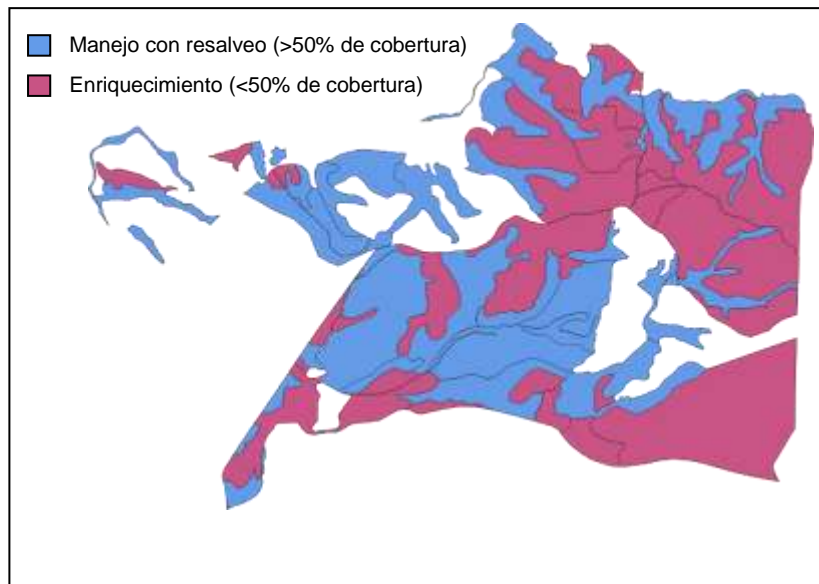 Manejo con resalveo (>50% de cobertura)
Enriquecimiento (<50% de cobertura)